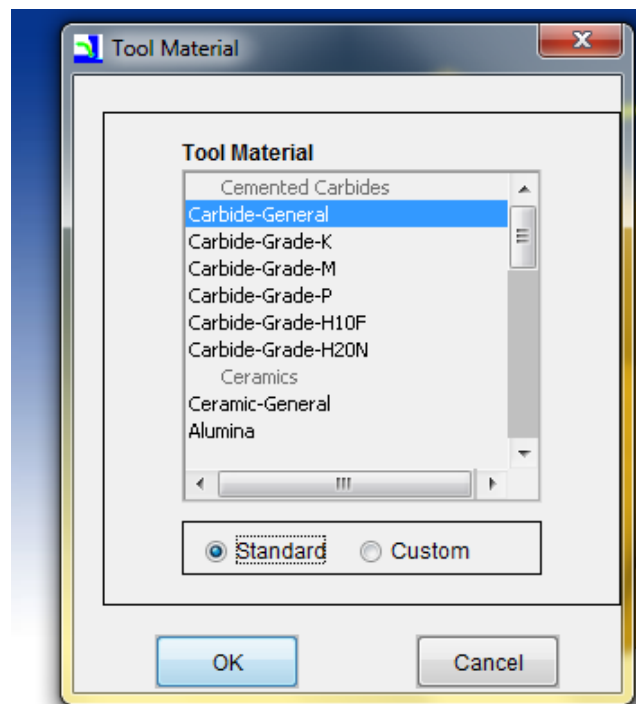 Tool Material
Tool Material
Cemented Carbides
Carbide-General
Carbide-Grade-K
Carbide-Grade-M
Carbide-Grade-P
Carbide-Grade-H10F
Carbide-Grade-H20N
Ceramics
Ceramic-General
Alumina
Standard Custom
OK Cancel